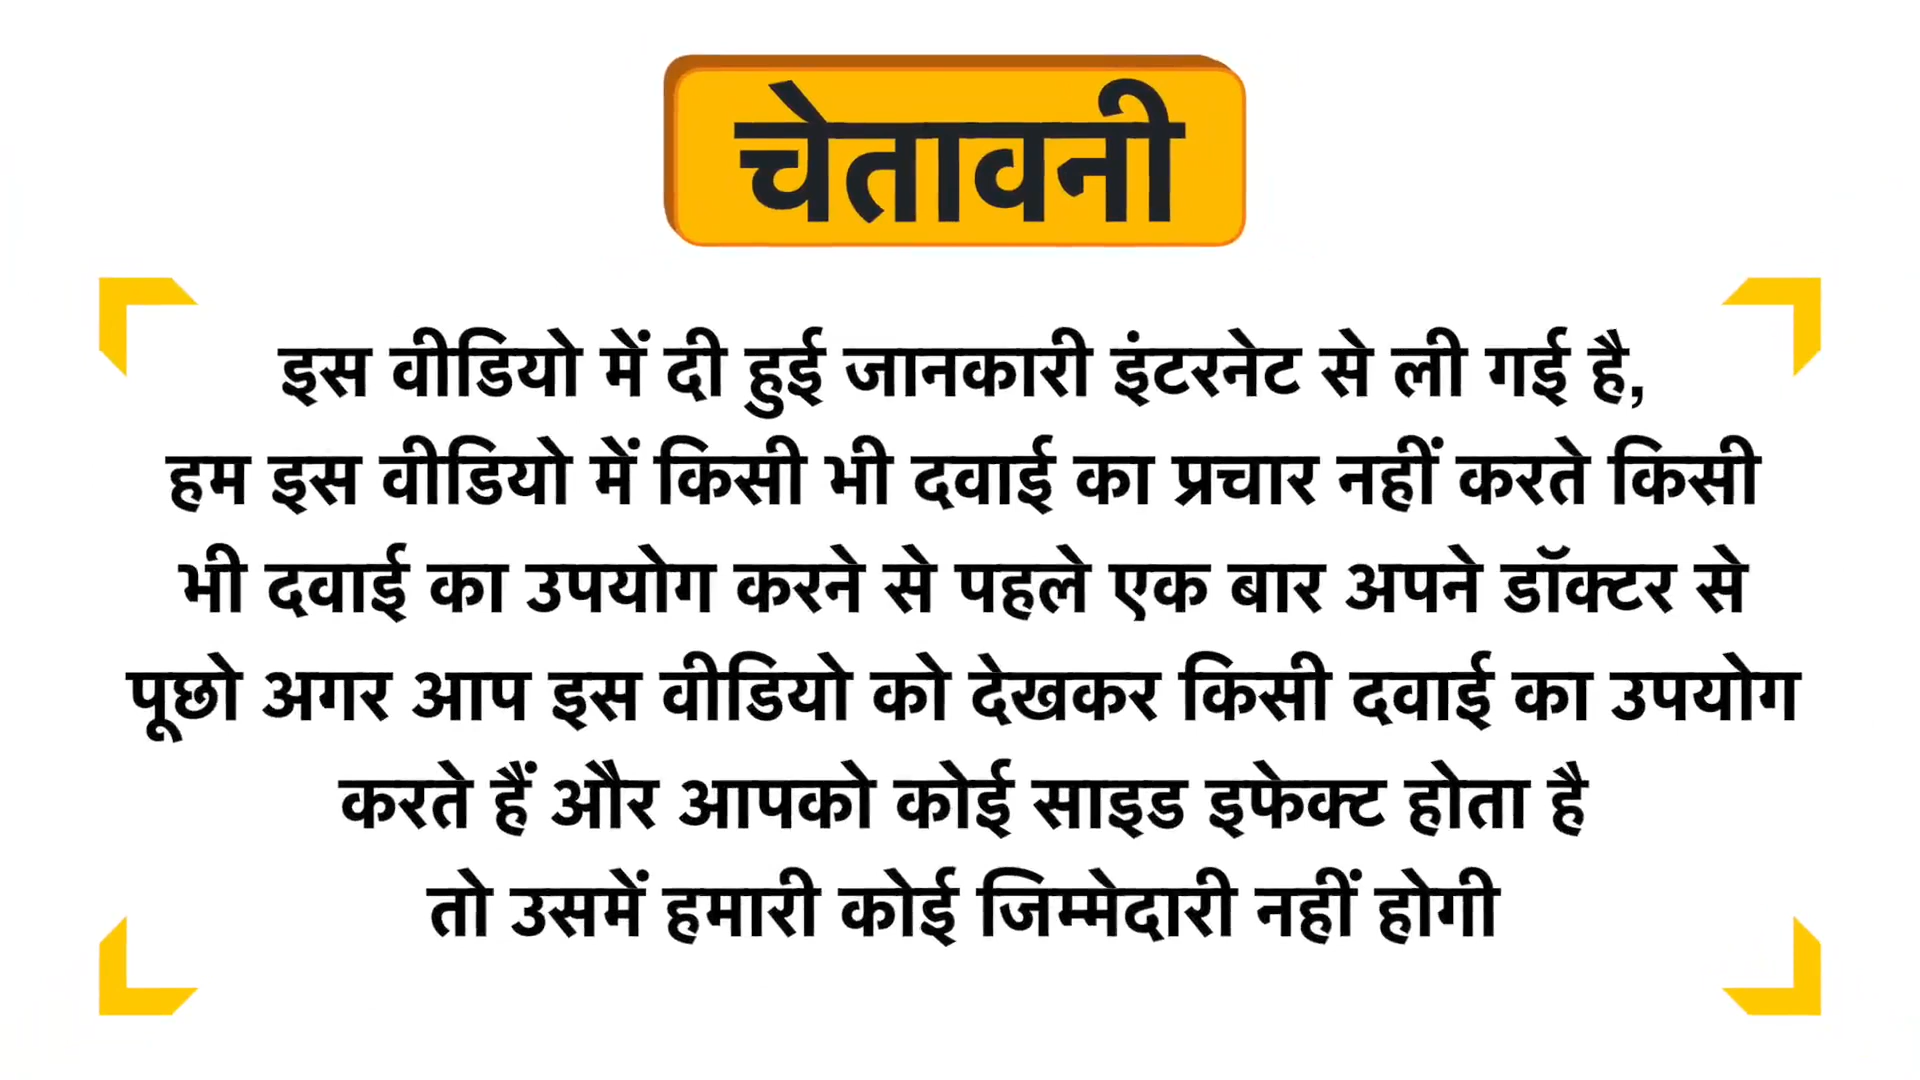 चेतावनी
इस वीडियो में दी हुई जानकारी इंटरनेट से ली गई है,
हम इस वीडियो में किसी भी दवाई का प्रचार नहीं करते किसी
भी दवाई का उपयोग करने से पहले एक बार अपने डॉक्टर से
पूछो अगर आप इस वीडियो को देखकर किसी दवाई का उपयोग
करते हैं और आपको कोई साइड इफेक्ट होता है
तो उसमें हमारी कोई जिम्मेदारी नहीं होगी